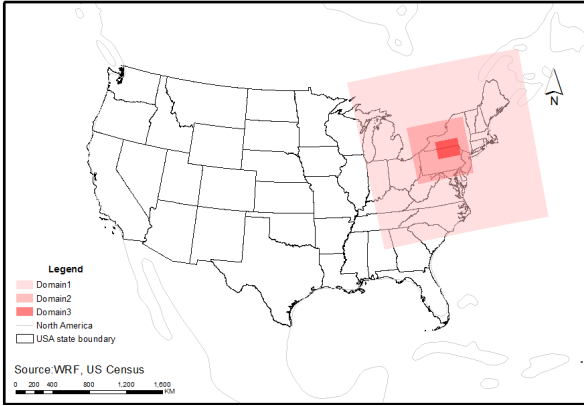 N
Legend
Domain1
Domain2
Domain3
North America
USA state boundary
Source:WRF, US Census
0 200 400 800 1,200 1,600
KM